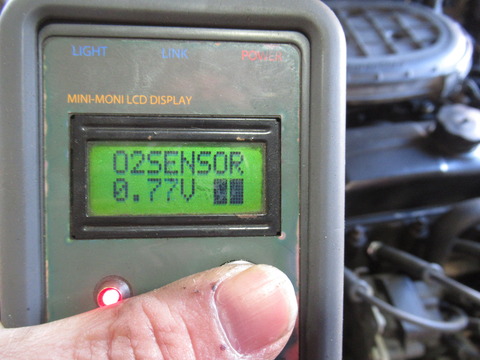 LIGHT LINK POWER
MINI-MONI LCD DISPLAY
O2SENSOR
0.77V